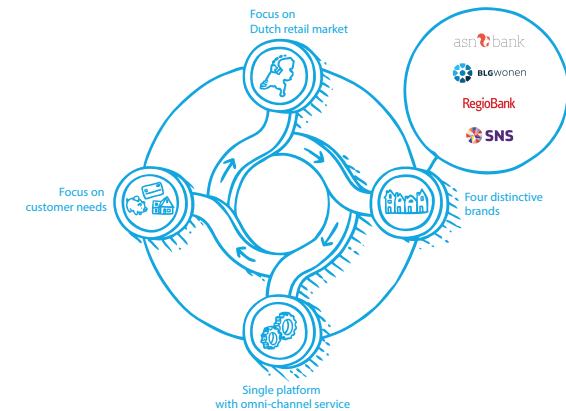 Focus on
Dutch retail market
asn bank
BLGWONEN
RegioBank
SNS
Four distinctive
brands
Focus on
customer needs
Single platform
with omni-channel service